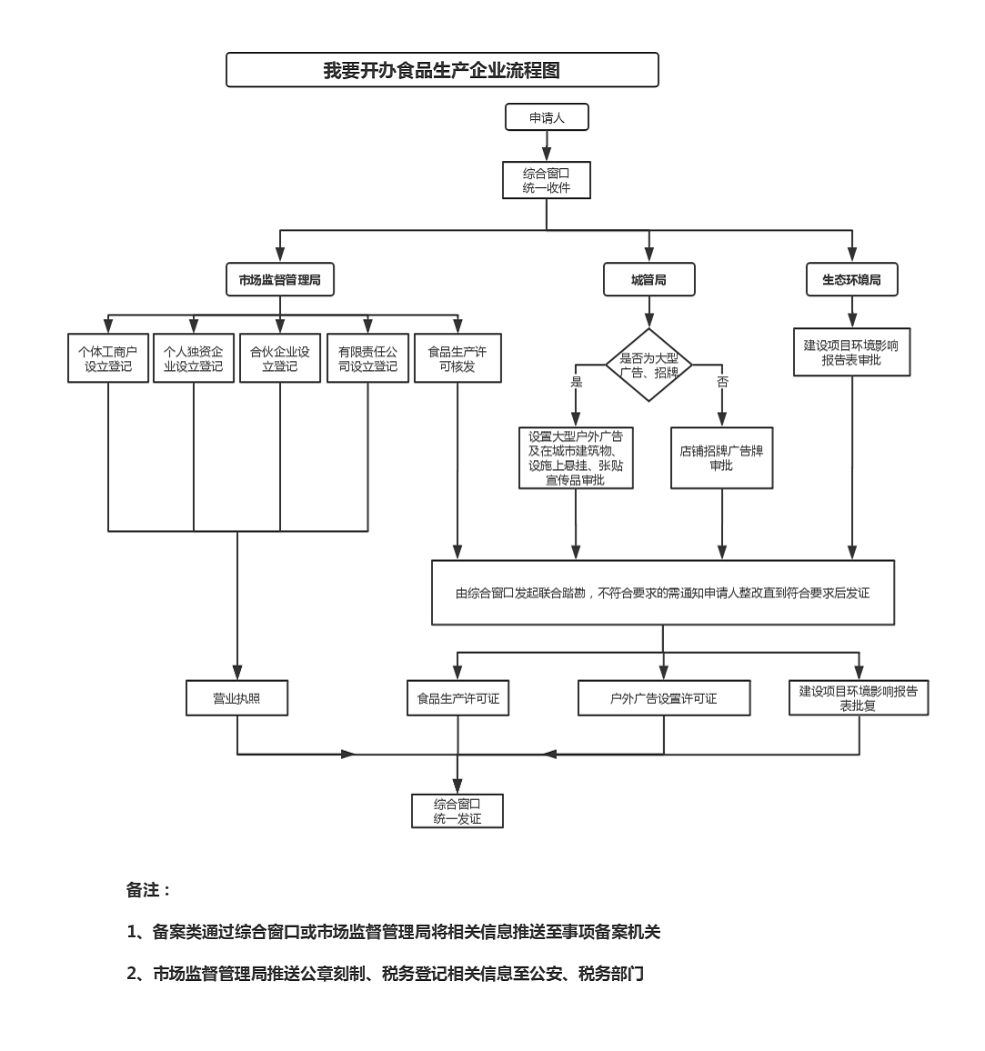 我要开办食品生产企业流程图
申请人
综合窗口
统一收件
市场监督管理局
城管局
生态环境局
个体工商户
设立登记
个人独资企
业设立登记
合伙企业设
立登记
有限责任公
司设立登记
食品生产许
可核发
是否为大型
广告、招牌
建设项目环境影响
报告表审批
是
否
设置大型户外广告
及在城市建筑物、
设施上悬挂、张贴
宣传品审批
店铺招牌广告牌
审批
由综合窗口发起联合踏勘，不符合要求的需通知申请人整改直到符合要求后发证
营业执照
食品生产许可证
户外广告设置许可证
建设项目环境影响报告
表批复
综合窗口
统一发证
备注：
1、备案类通过综合窗口或市场监督管理局将相关信息推送至事项备案机关
2、市场监督管理局推送公章刻制、税务登记相关信息至公安、税务部门